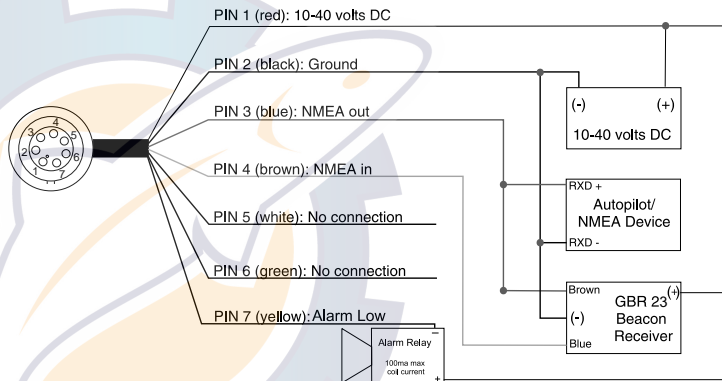 PIN 1 (red): 10-40 volts DC
PIN 2 (black): Ground
(-) (+)
10-40 volts DC
PIN 3 (blue): NMEA out
4
3 5
2 6
1 7
PIN 4 (brown): NMEA in
RXD +
Autopilot/
NMEA Device
RXD -
PIN 5 (white): No connection
PIN 6 (green): No connection
Brown
(+)
GBR 23
(-) Beacon
Receiver
Blue
PIN 7 (yellow): Alarm Low
−
Alarm Relay
100ma max
coil current
+